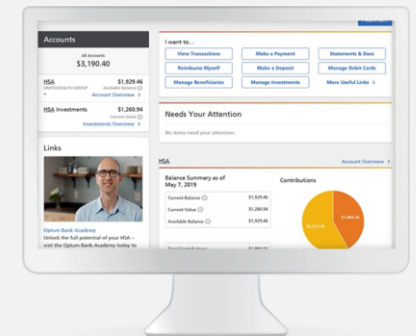 Accounts
All Accounts
$3,190.40
HSA $1,929.46
UNITEDHEALTH GROUP Available Balance
Account Overview >
HSA Investments $1,260.94
Current Value
Investments Overview >
Links
Optum Bank Academy
Unlock the full potential of your HSA –
visit the Optum Bank Academy today to
I want to...
View Transactions Make a Payment Statements & Docs
Reimburse Myself Make a Deposit Manage Debit Cards
Manage Beneficiaries Manage Investments More Useful Links >
Needs Your Attention
No items need your attention.
HSA Account Overview >
Balance Summary as of
May 7, 2019
Contributions
Current Balance $1,929.46
Current Value $1,260.94
Available Balance $1,929.46